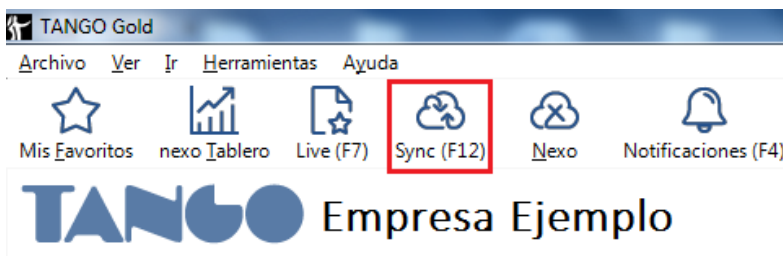 TANGO Gold
Archivo Ver Ir Herramientas Ayuda
Mis Favoritos nexo Tablero Live (F7) Sync (F12) Nexo Notificaciones (F4)
TANGO Empresa Ejemplo